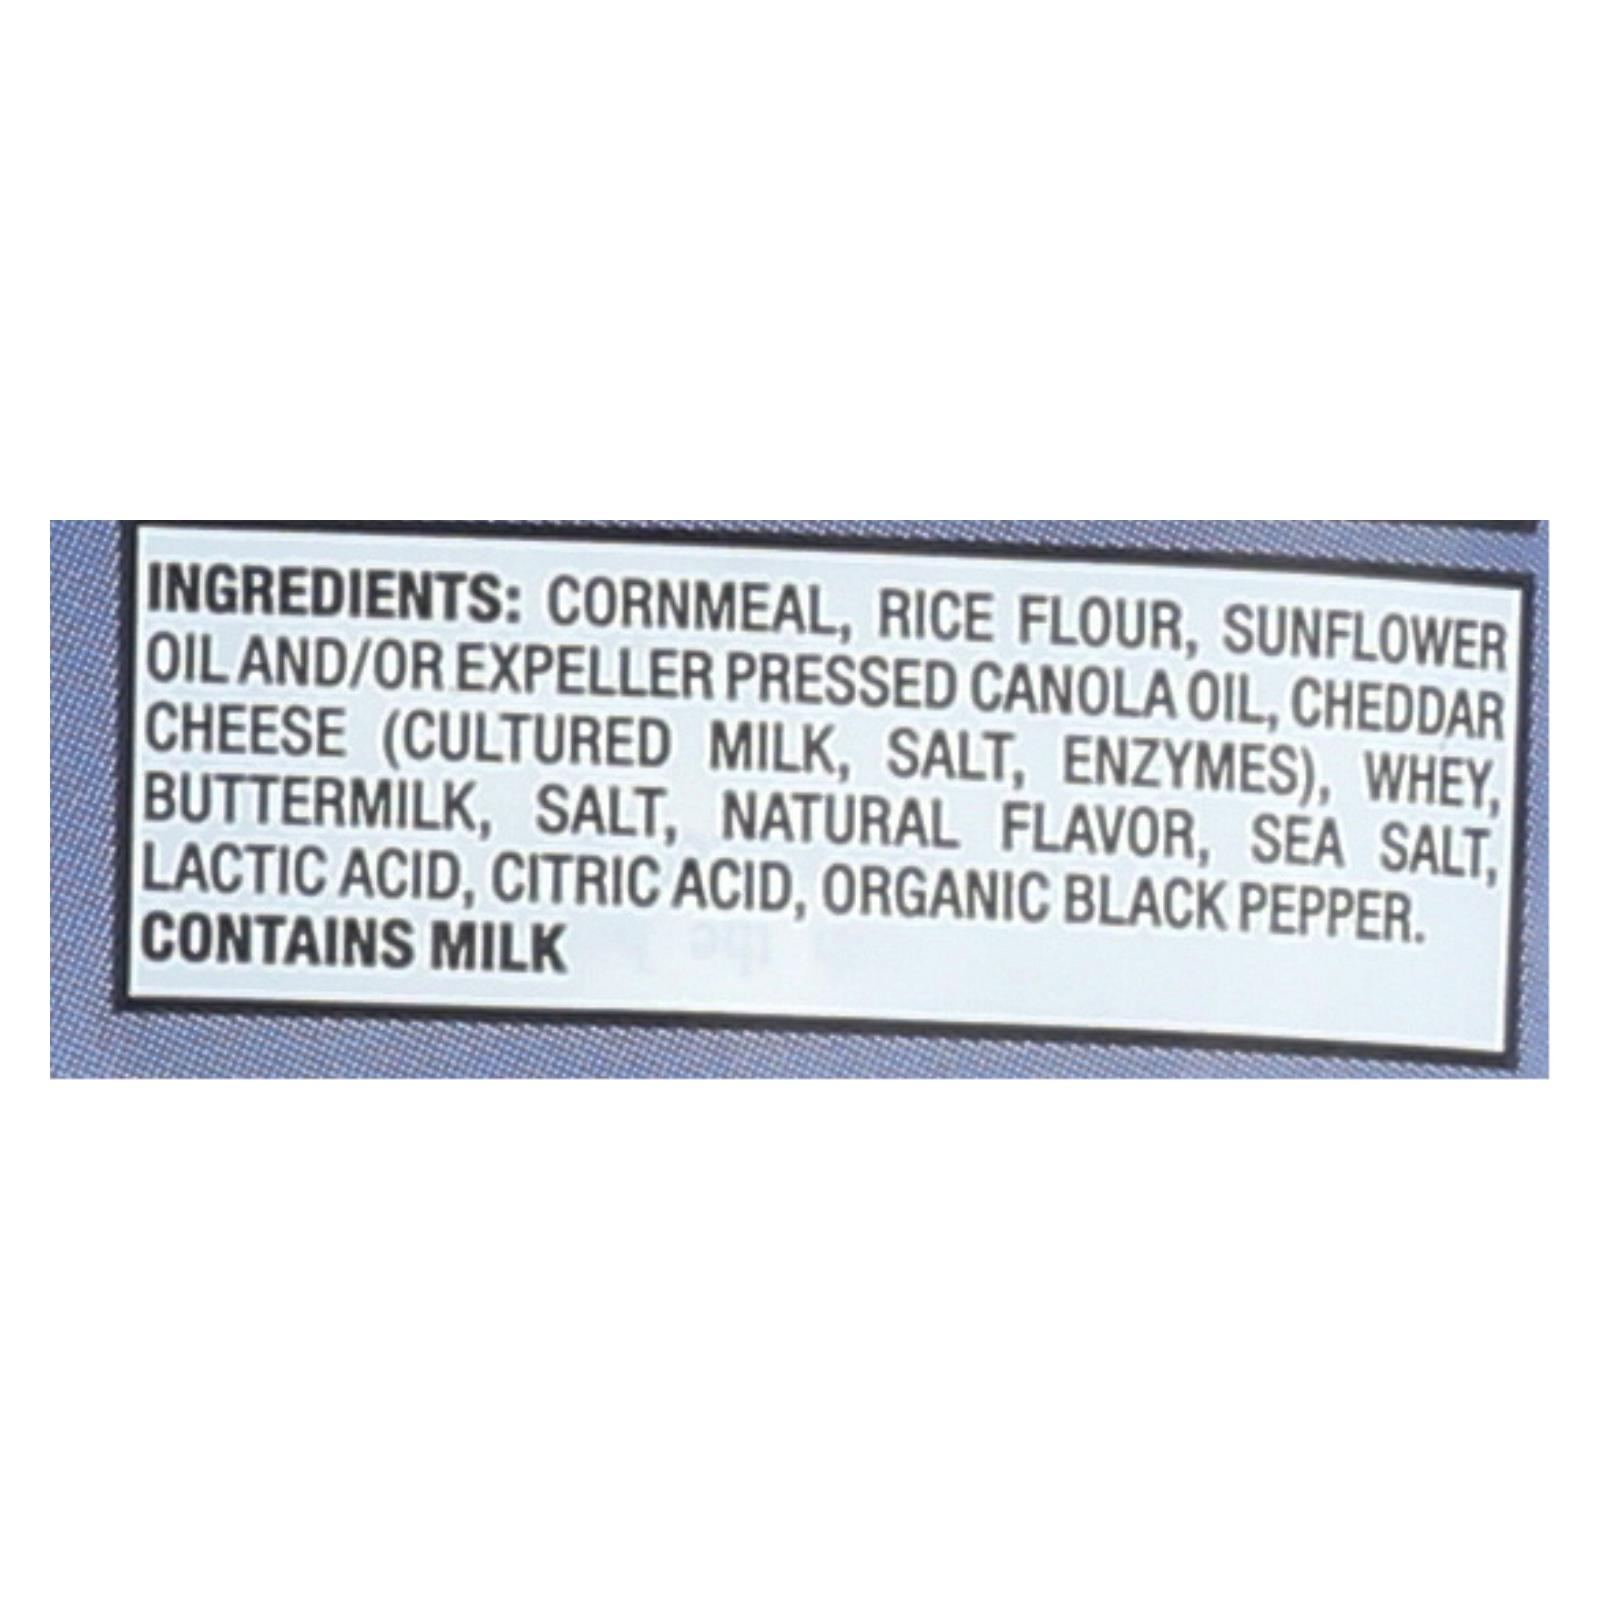 INGREDIENTS: CORNMEAL, RICE FLOUR, SUNFLOWER
OIL AND/OR EXPELLER PRESSED CANOLA OIL, CHEDDAR
CHEESE (CULTURED MILK, SALT, ENZYMES), WHEY,
BUTTERMILK, SALT, NATURAL FLAVOR, SEA SALT,
LACTIC ACID, CITRIC ACID, ORGANIC BLACK PEPPER.
CONTAINS MILK